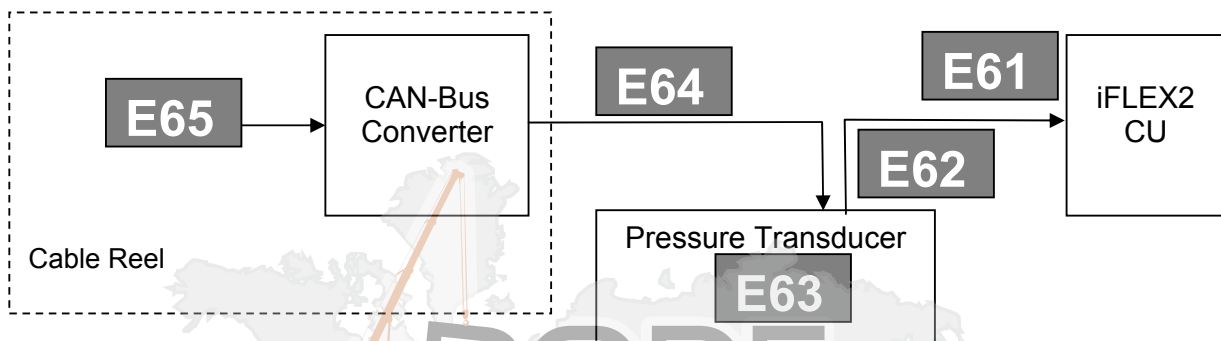 E65
CAN-Bus
Converter
E64
E61
iFLEX2
CU
E62
Cable Reel
Pressure Transducer
E63